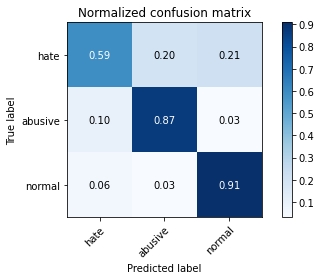 Normalized confusion matrix
True label
hate 0.59 0.20 0.21
abusive 0.10 0.87 0.03
normal 0.06 0.03 0.91
hate abusive normal
Predicted label
0.9
0.8
0.7
0.6
0.5
0.4
0.3
0.2
0.1